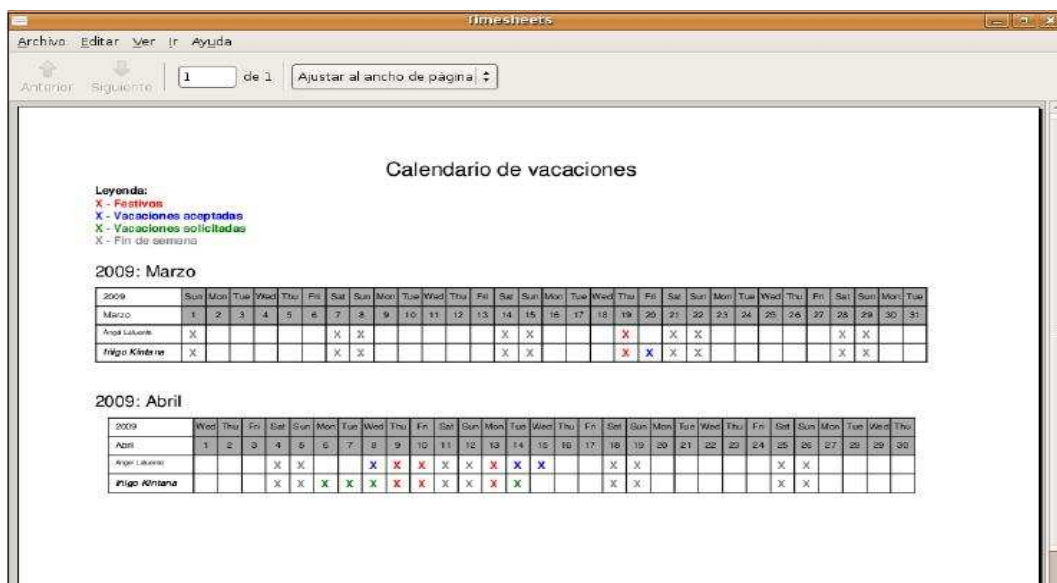 Timesheets
Archivo Editar Ver Ir Ayuda
Anterior Siguiente 1 de 1 Ajustar al ancho de página
Calendario de vacaciones
Leyenda:
X - Festivos
X - Vacaciones aceptadas
X - Vacaciones solicitadas
X - Fin de semana
2009: Marzo
2009 Sun Mon Tue Wed Thu Fri Sat Sun Mon Tue Wed Thu Fri Sat Sun Mon Tue Wed Thu Fri Sat Sun Mon Tue Wed Thu Fri Sat Sun Mon Tue
Marzo 1 2 3 4 5 6 7 8 9 10 11 12 13 14 15 16 17 18 19 20 21 22 23 24 25 26 27 28 29 30 31
X X X X X X X X X X
Iñigo Kintana X X X X X X X X X X X
2009: Abril
2009 Wed Thu Fri Sat Sun Mon Tue Wed Thu Fri Sat Sun Mon Tue Wed Thu Fri Sat Sun Mon Tue Wed Thu Fri Sat Sun Mon Tue Wed Thu
Abril 1 2 3 4 5 6 7 8 9 10 11 12 13 14 15 16 17 18 19 20 21 22 23 24 25 26 27 28 29 30
X X X X X X X X X X X X X X
Iñigo Kintana X X X X X X X X X X X X X X X